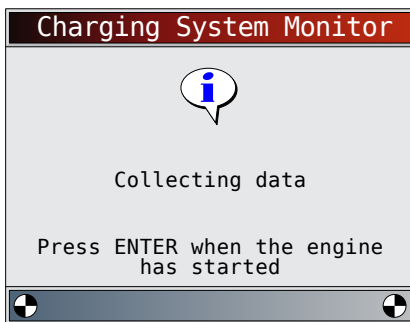 Charging System Monitor
i
Collecting data
Press ENTER when the engine
has started